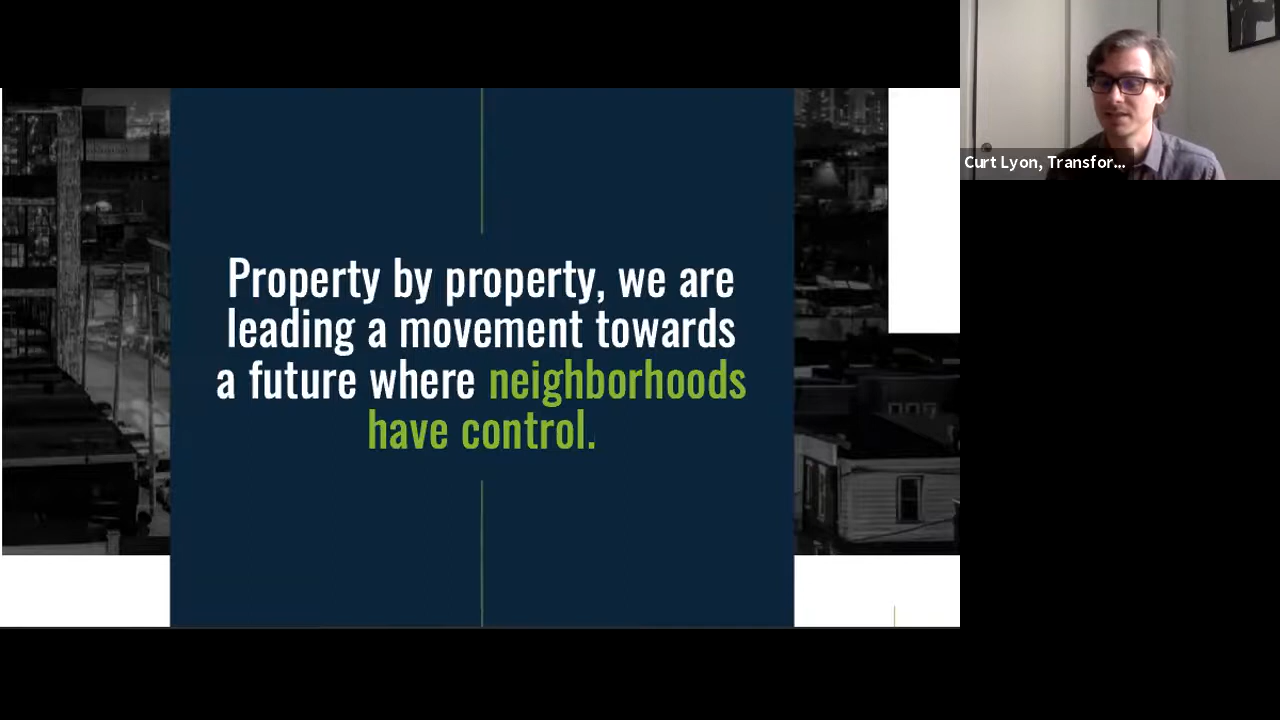 Property by property, we are
leading a movement towards
a future where neighborhoods
have control.
Curt Lyon, Transfor...